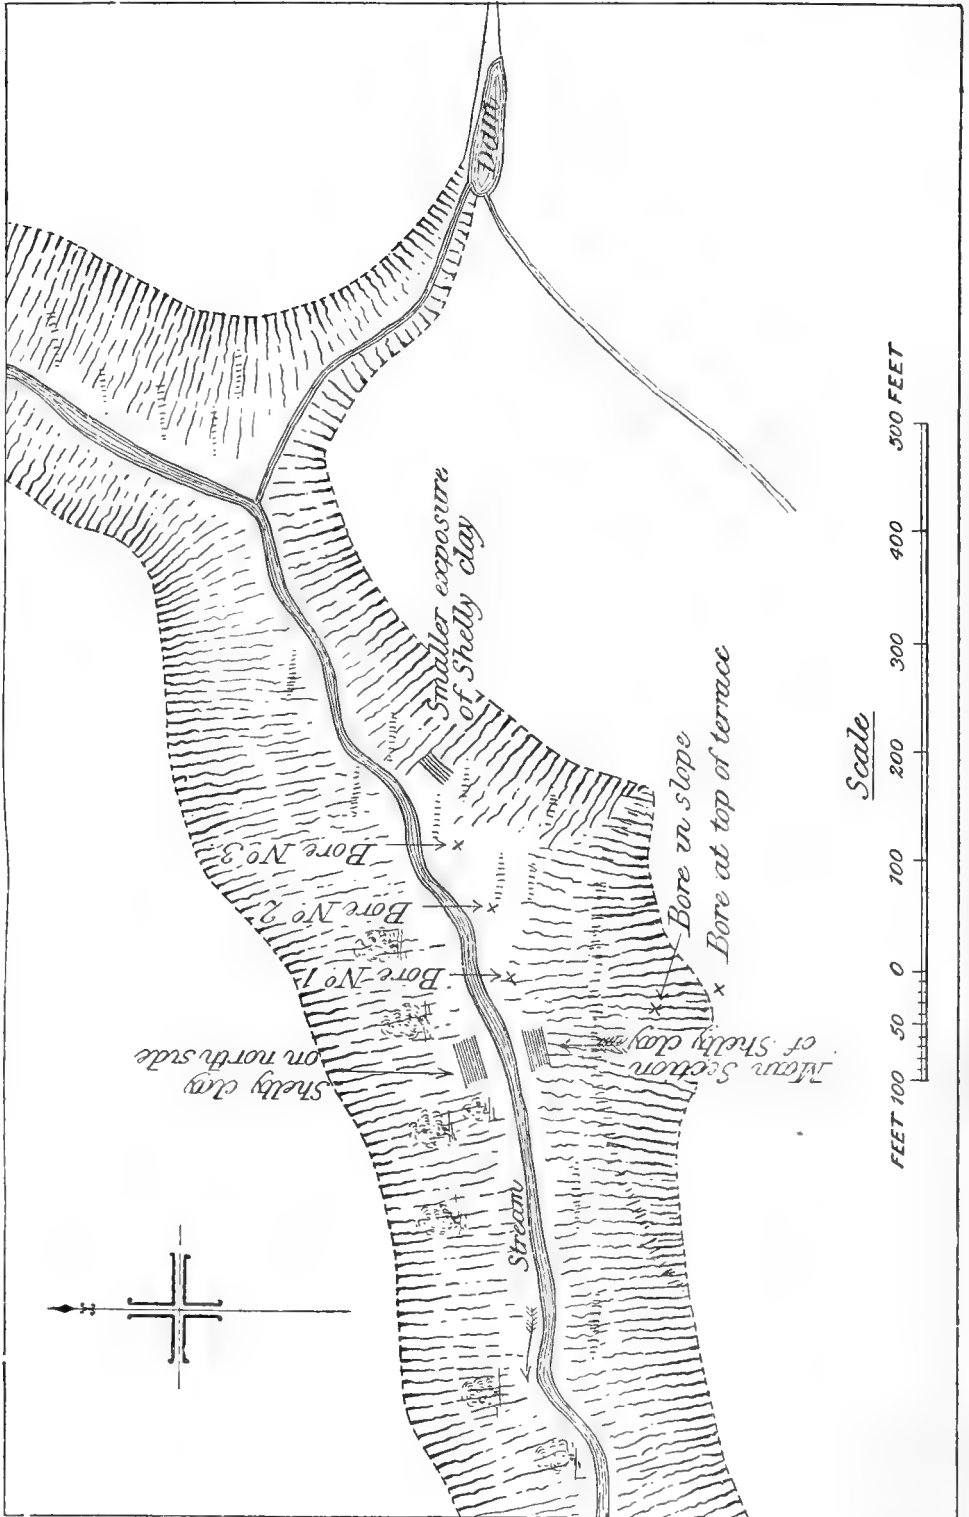 Dam
Smaller exposure
of Shelly clay
Bore No 3
Bore No 2
Bore No 1
Shelly clay
on north side
Main Section
of Shelly clay
Bore in slope
Bore at top of terrace
Stream
N
Scale
FEET 100 50 0 100 200 300 400 500 FEET